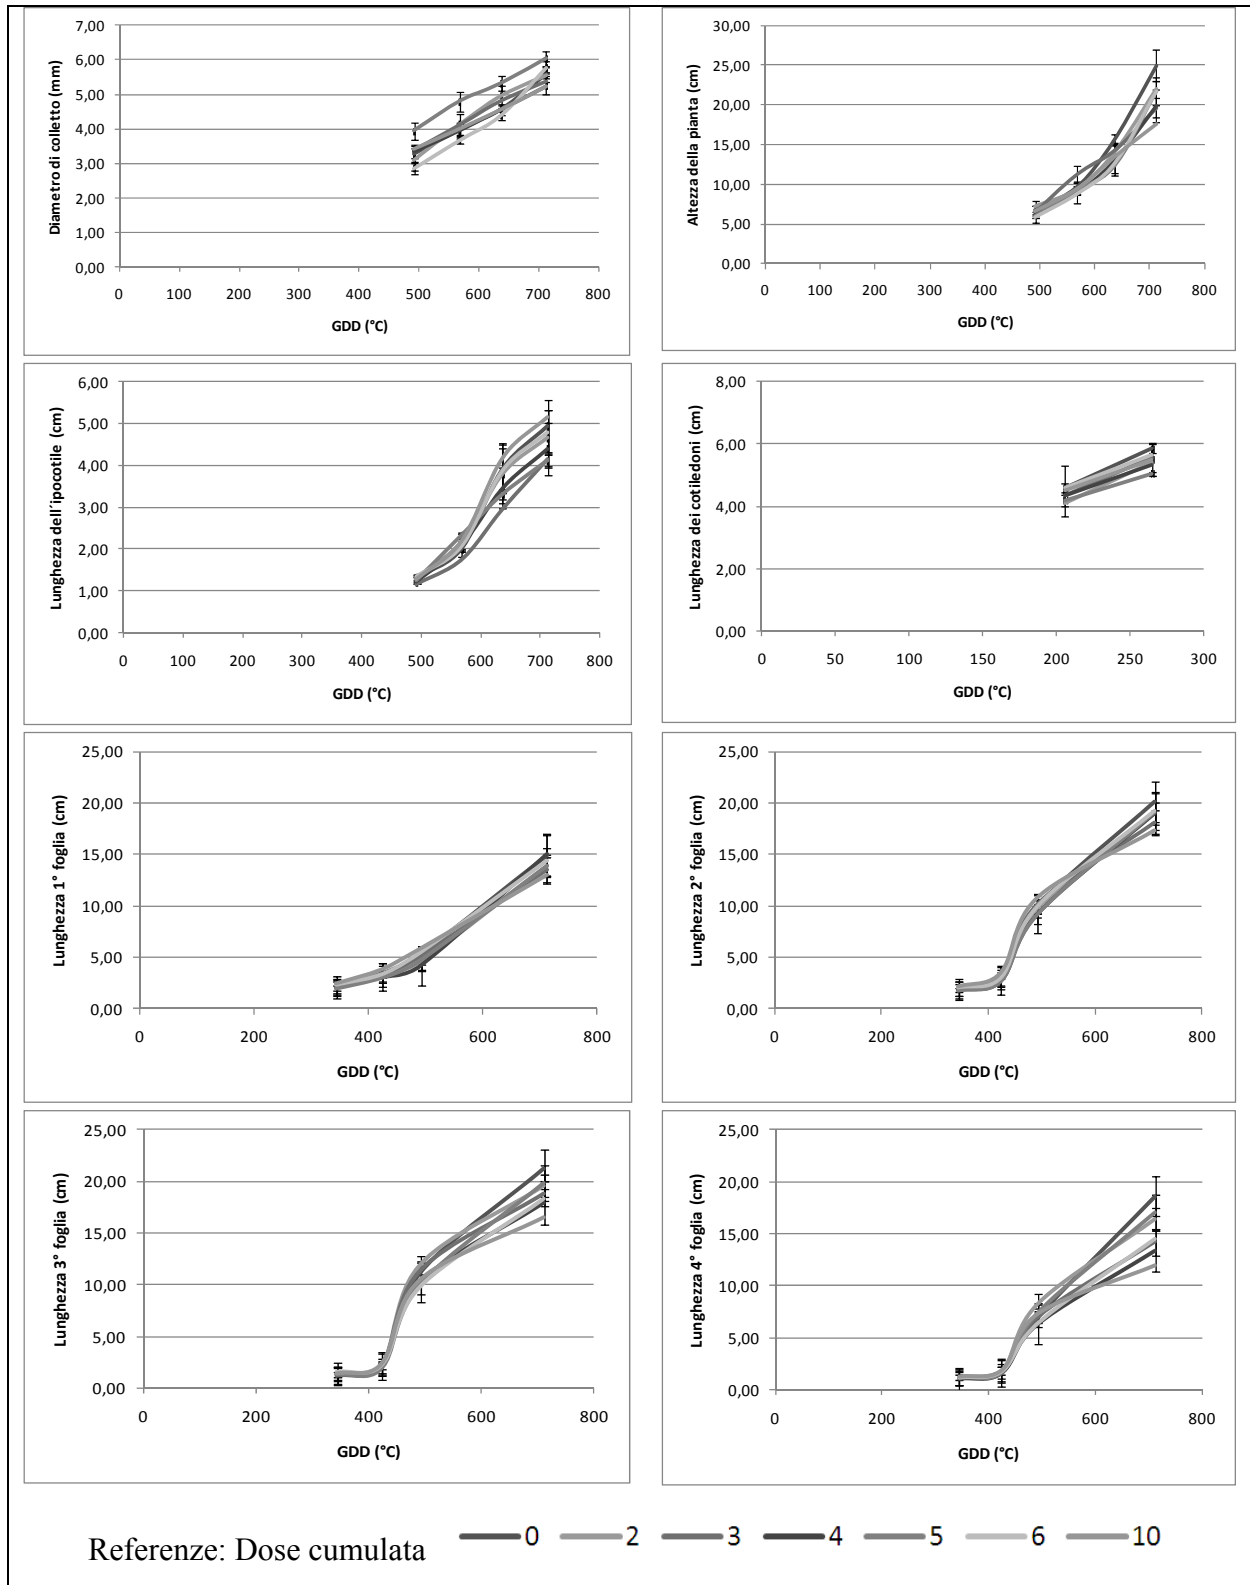 Diametro di colletto (mm)
7,00
6,00
5,00
4,00
3,00
2,00
1,00
0,00
0 100 200 300 400 500 600 700 800
GDD (°C)
Altezza della pianta (cm)
30,00
25,00
20,00
15,00
10,00
5,00
0,00
0 100 200 300 400 500 600 700 800
GDD (°C)
Lunghezza dell´ipocotile (cm)
6,00
5,00
4,00
3,00
2,00
1,00
0,00
0 100 200 300 400 500 600 700 800
GDD (°C)
Lunghezza dei cotiledoni (cm)
8,00
6,00
4,00
2,00
0,00
0 50 100 150 200 250 300
GDD (°C)
Lunghezza 1° foglia (cm)
25,00
20,00
15,00
10,00
5,00
0,00
0 200 400 600 800
GDD (°C)
Lunghezza 2° foglia (cm)
25,00
20,00
15,00
10,00
5,00
0,00
0 200 400 600 800
GDD (°C)
Lunghezza 3° foglia (cm)
25,00
20,00
15,00
10,00
5,00
0,00
0 200 400 600 800
GDD (°C)
Lunghezza 4° foglia (cm)
25,00
20,00
15,00
10,00
5,00
0,00
0 200 400 600 800
GDD (°C)
Referenze: Dose cumulata 0 2 3 4 5 6 10